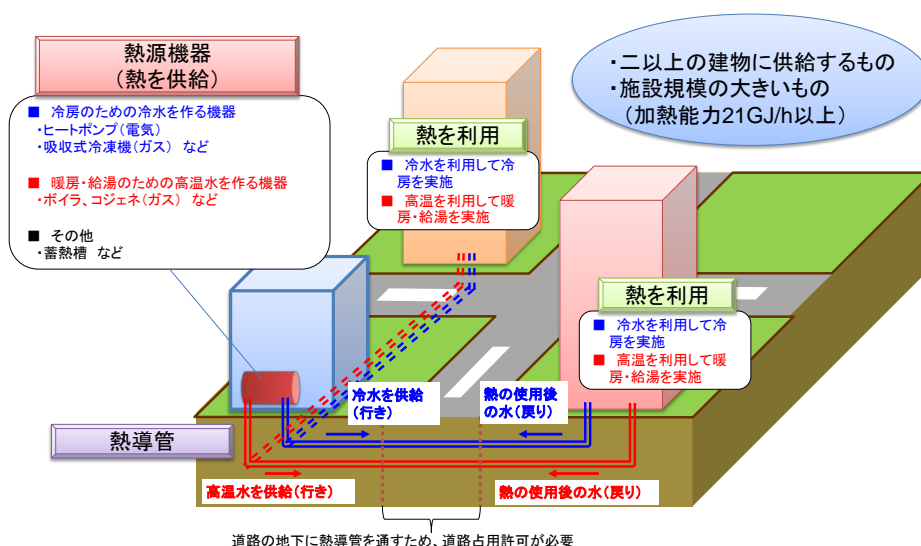 熱源機器
(熱を供給)
■ 冷房のための冷水を作る機器
・ヒートポンプ(電気)
・吸収式冷凍機(ガス) など
■ 暖房・給湯のための高温水を作る機器
・ボイラ、コジェネ(ガス) など
■ その他
・蓄熱槽 など
・二以上の建物に供給するもの
・施設規模の大きいもの
(加熱能力21GJ/h以上)
熱を利用
■ 冷水を利用して冷
房を実施
■ 高温を利用して暖
房・給湯を実施
熱を利用
■ 冷水を利用して冷
房を実施
■ 高温を利用して暖
房・給湯を実施
冷水を供給
(行き)
熱の使用後
の水(戻り)
熱導管
高温水を供給(行き)
熱の使用後の水(戻り)
道路の地下に熱導管を通すため、道路占用許可が必要